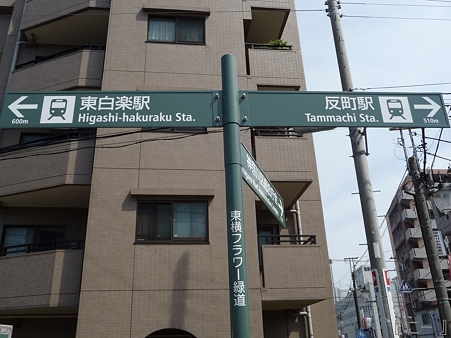 東白楽駅
Higashi-hakuraku Sta.
600m
反町駅
Tammachi Sta.
510m
東横フラワー緑道